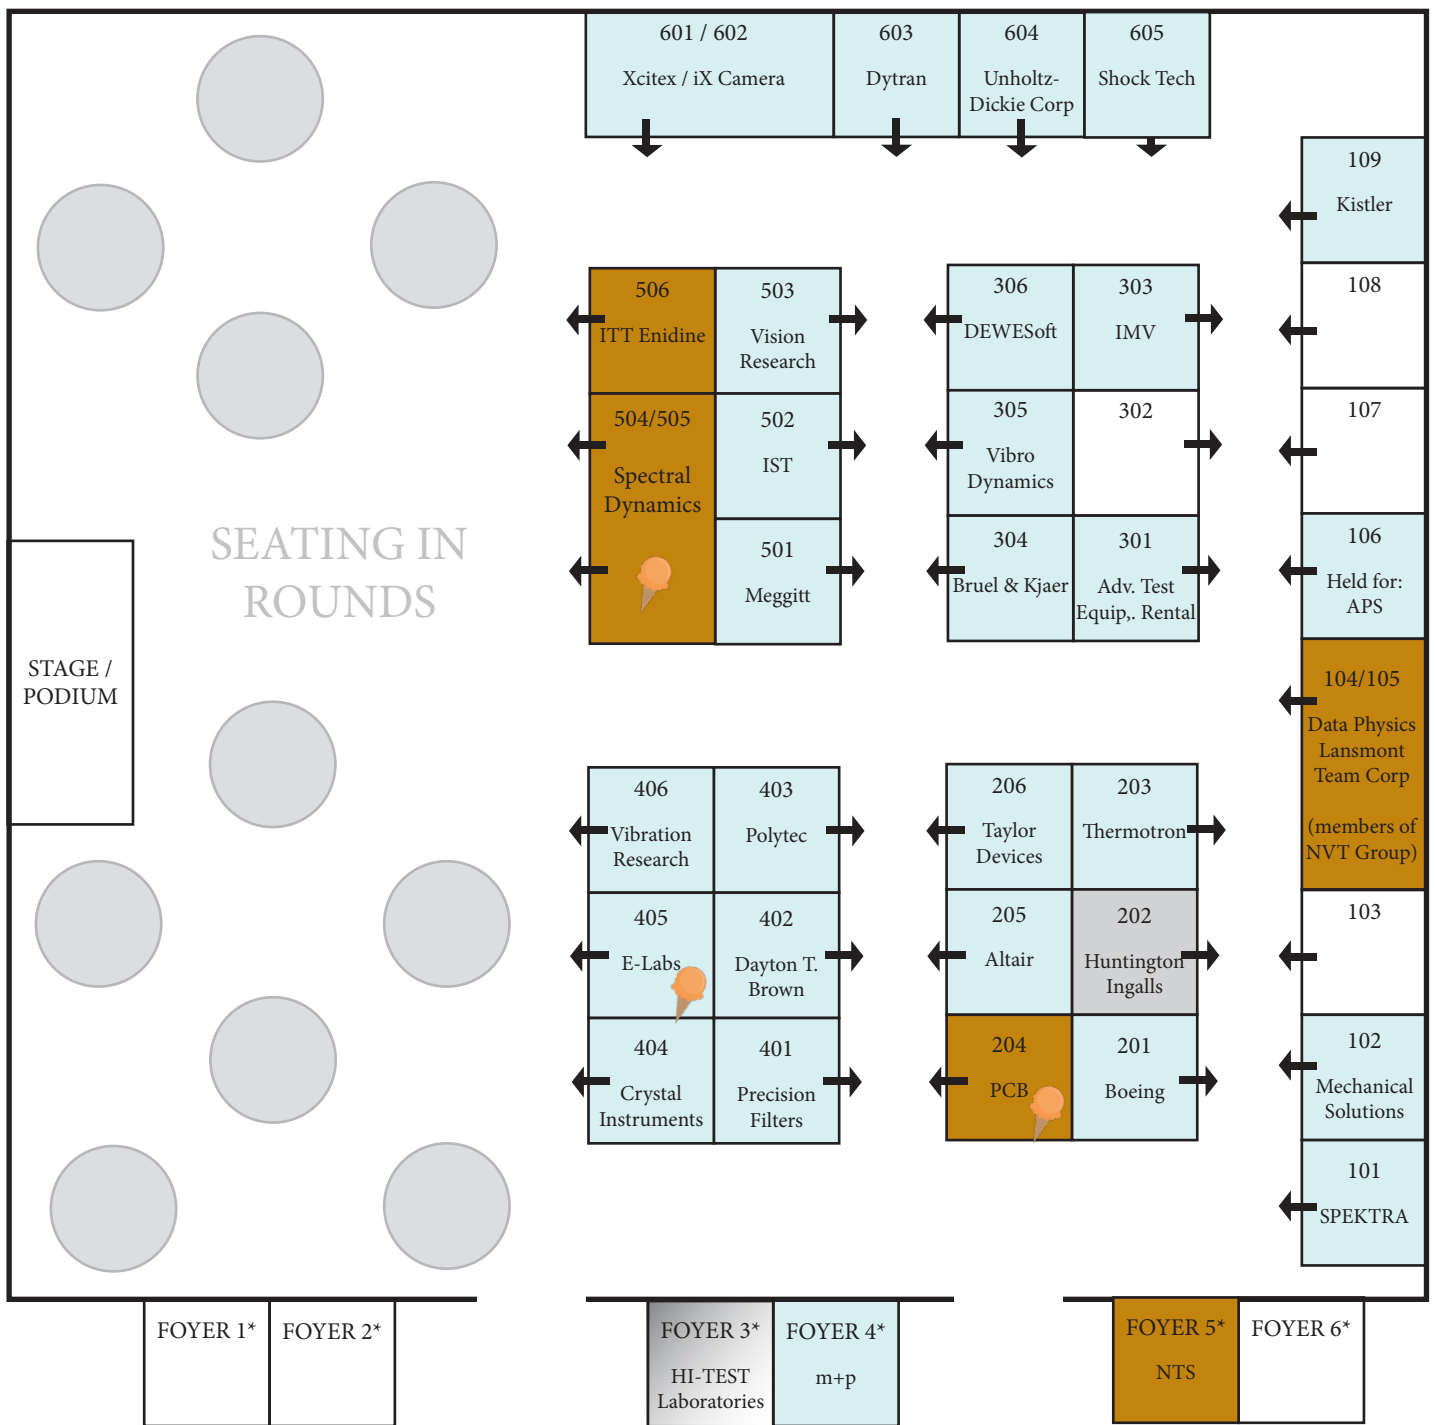 601 / 602
Xcitex / iX Camera
603
Dytran
604
Unholtz-
Dickie Corp
605
Shock Tech
109
Kistler
108
107
106
Held for:
APS
104/105
Data Physics
Lansmont
Team Corp
(members of
NVT Group)
103
102
Mechanical
Solutions
101
SPEKTRA
506
ITT Enidine
503
Vision
Research
504/505
Spectral
Dynamics
502
IST
501
Meggitt
306
DEWESoft
303
IMV
305
Vibro
Dynamics
302
304
Bruel & Kjaer
301
Adv. Test
Equip,. Rental
SEATING IN
ROUNDS
STAGE /
PODIUM
406
Vibration
Research
403
Polytec
405
E-Labs
402
Dayton T.
Brown
404
Crystal
Instruments
401
Precision
Filters
206
Taylor
Devices
203
Thermotron
205
Altair
202
Huntington
Ingalls
204
PCB
201
Boeing
FOYER 1*
FOYER 2*
FOYER 3*
HI-TEST
Laboratories
FOYER 4*
m+p
FOYER 5*
NTS
FOYER 6*